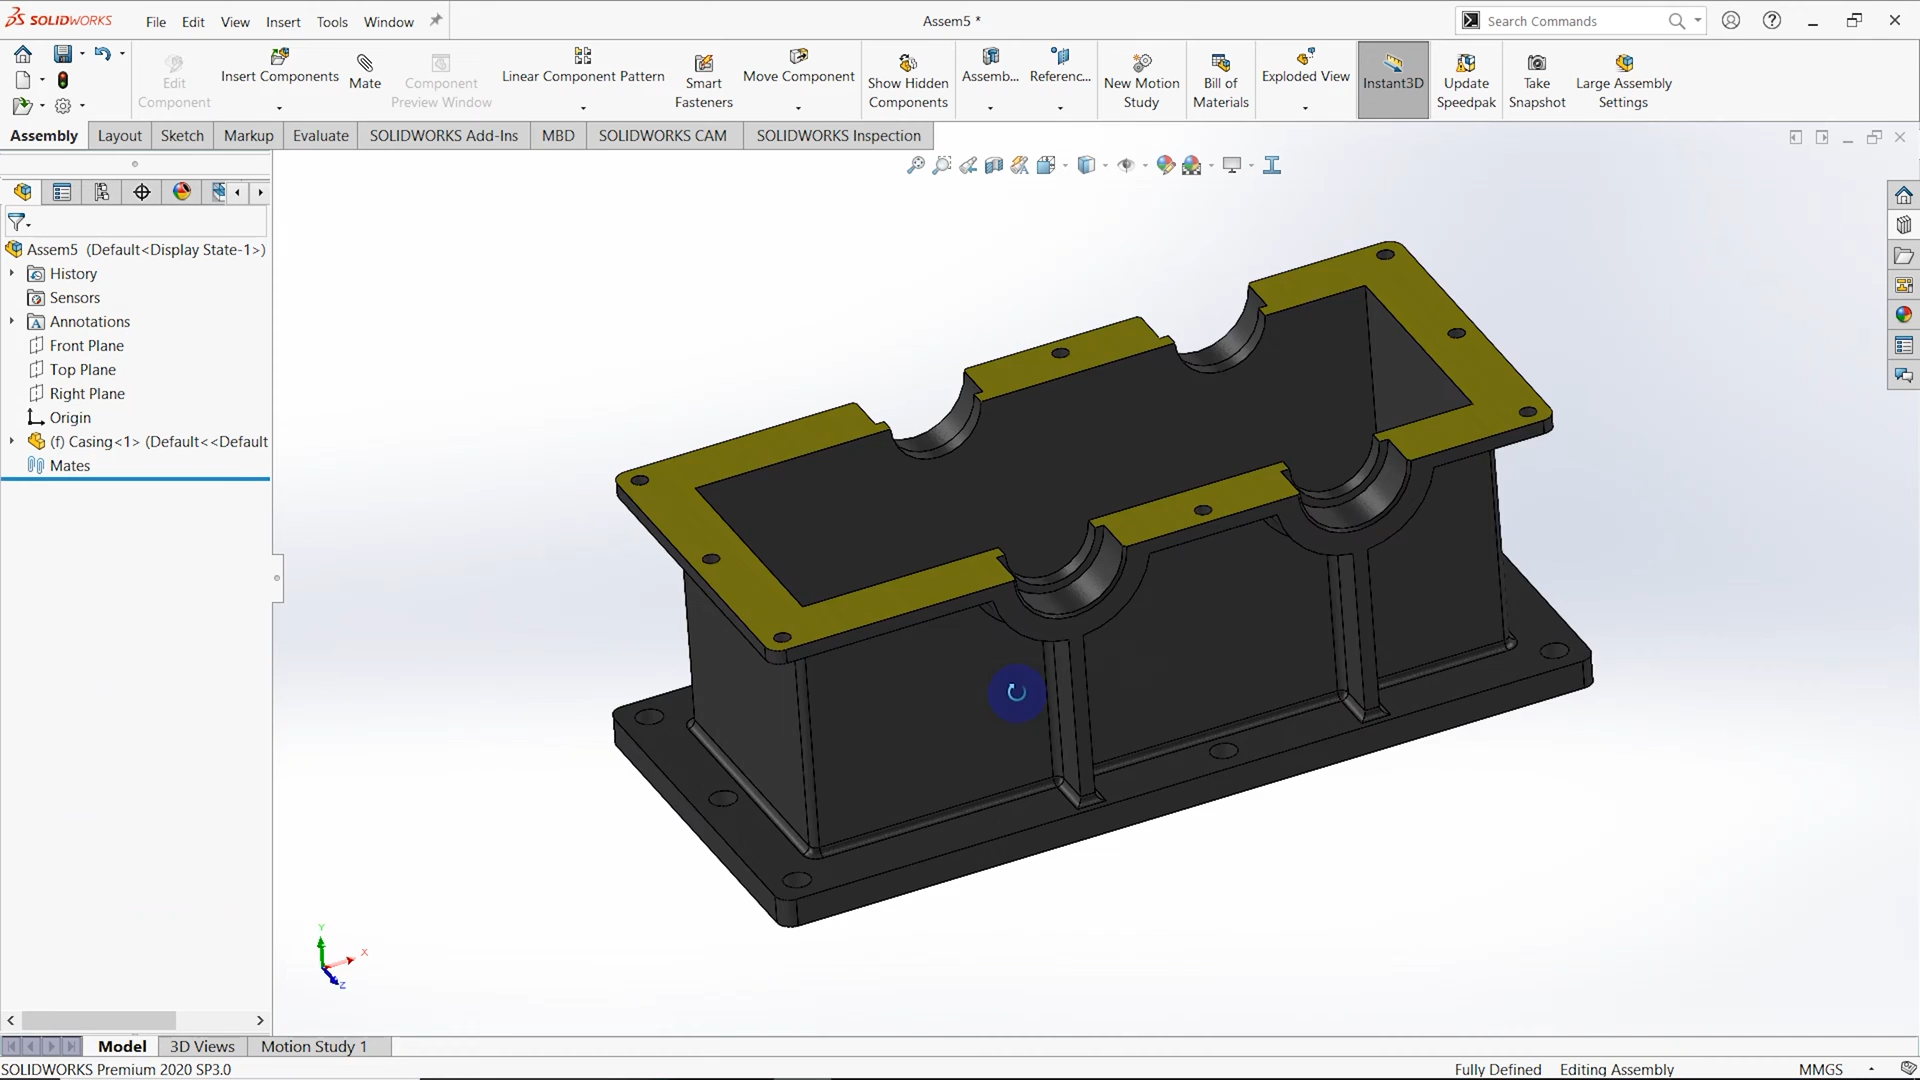 SOLIDWORKS
File Edit View Insert Tools Window
Assem5 *
Search Commands
Edit Component
Insert Components
Mate
Component Preview Window
Linear Component Pattern
Smart Fasteners
Move Component
Show Hidden Components
Assemb...
Referenc...
New Motion Study
Bill of Materials
Exploded View
Instant3D
Update Speedpak
Take Snapshot
Large Assembly Settings
Assembly Layout Sketch Markup Evaluate SOLIDWORKS Add-Ins MBD SOLIDWORKS CAM SOLIDWORKS Inspection
Assem5 (Default<Display State-1>)
History
Sensors
Annotations
Front Plane
Top Plane
Right Plane
Origin
(f) Casing<1> (Default<<Default
Mates
Y
X
Z
Model 3D Views Motion Study 1
SOLIDWORKS Premium 2020 SP3.0
Fully Defined Editing Assembly MMGS